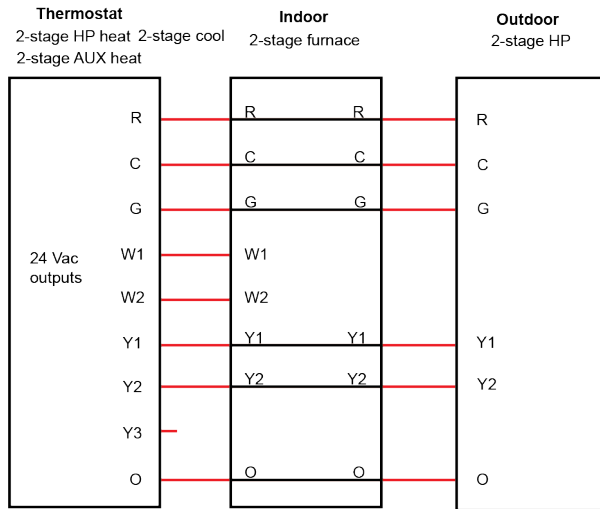 Thermostat
2-stage HP heat 2-stage cool
2-stage AUX heat
Indoor
2-stage furnace
Outdoor
2-stage HP
R R R R
C C C C
G G G G
W1 W1
24 Vac
outputs
W2 W2
Y1 Y1 Y1 Y1
Y2 Y2 Y2 Y2
Y3
O O O O